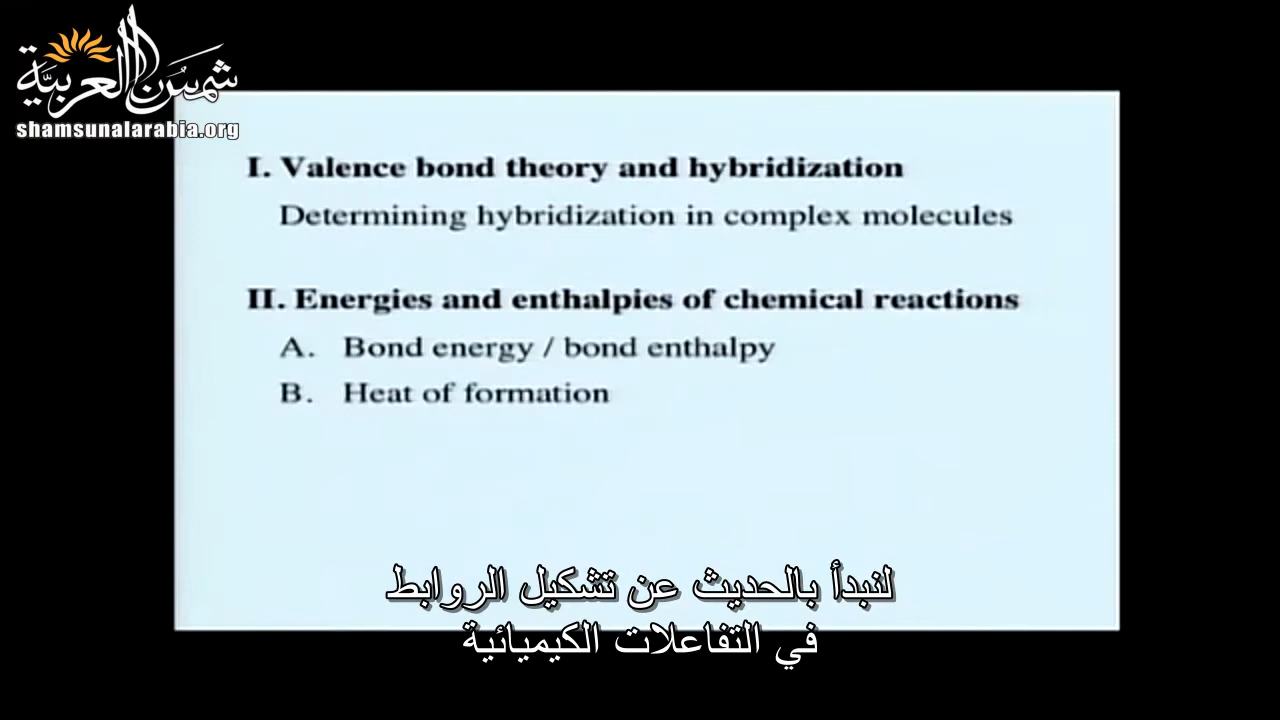 شمس العربية
shamsunalarabia.org
I. Valence bond theory and hybridization
Determining hybridization in complex molecules
II. Energies and enthalpies of chemical reactions
A. Bond energy / bond enthalpy
B. Heat of formation
لنبدأ بالحديث عن تشكيل الروابط
في التفاعلات الكيميائية